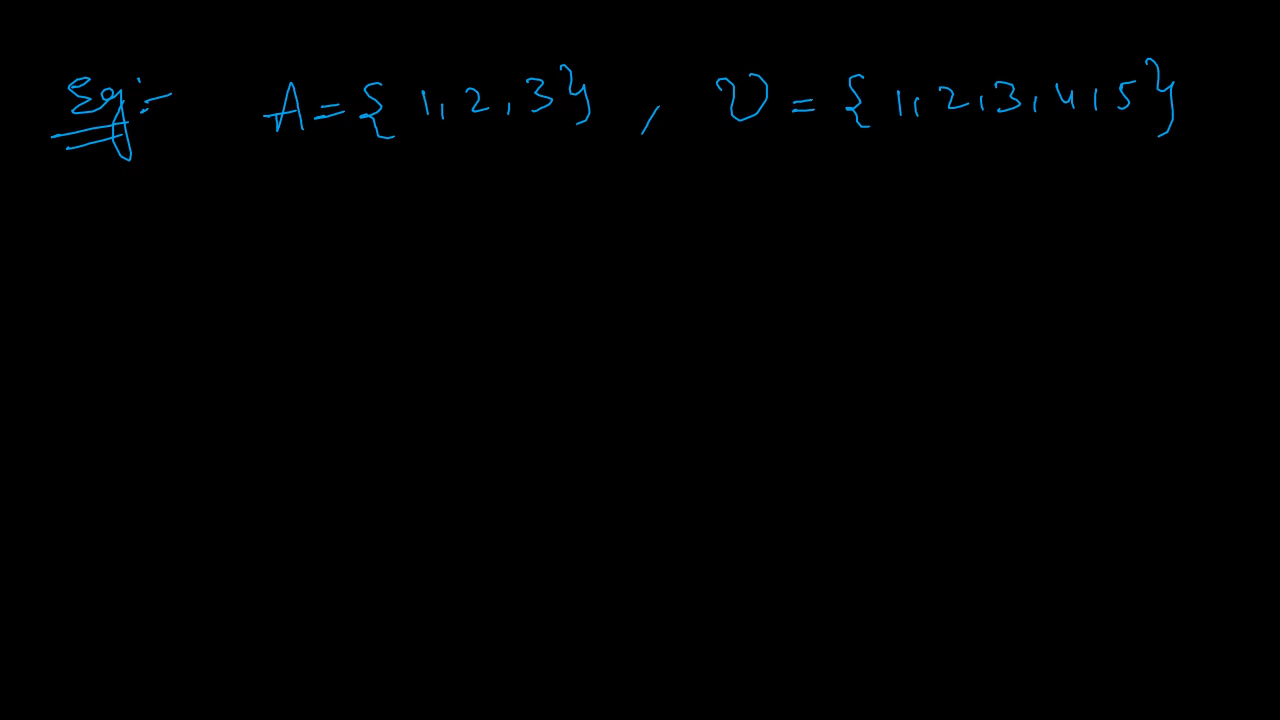 Eg:- A = { 1, 2, 3 } , U = { 1, 2, 3, 4, 5 }